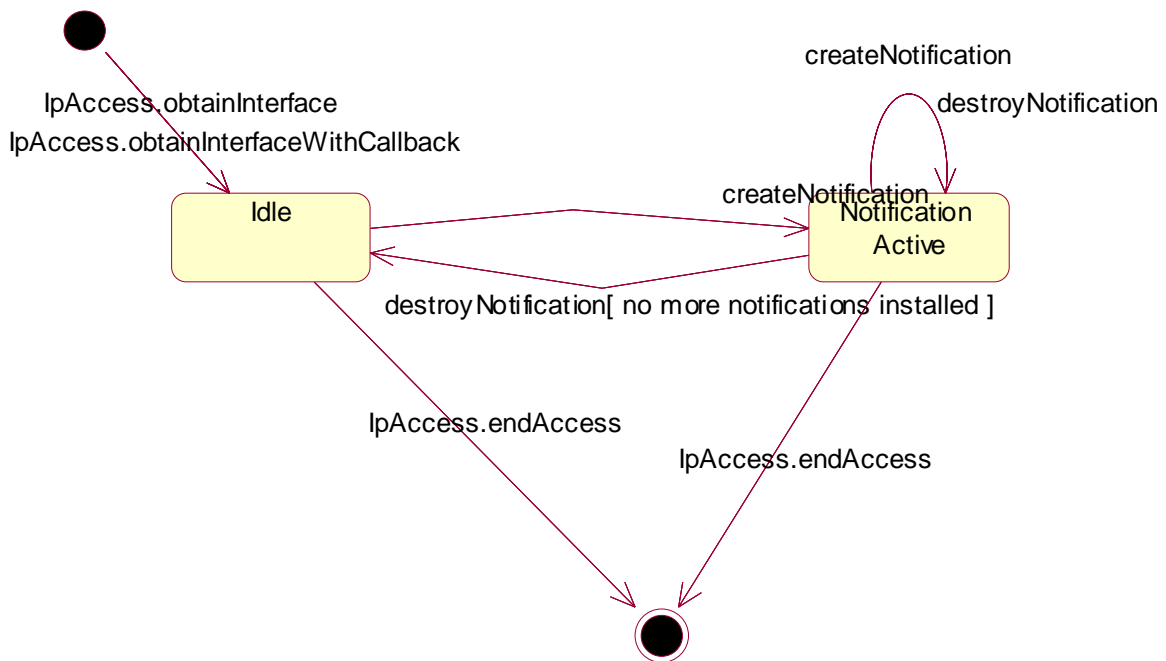 createNotification
IpAccess.obtainInterface
destroyNotification
IpAccess.obtainInterfaceWithCallback
createNotification
Idle
Notification
Active
destroyNotification[ no more notifications installed ]
IpAccess.endAccess
IpAccess.endAccess